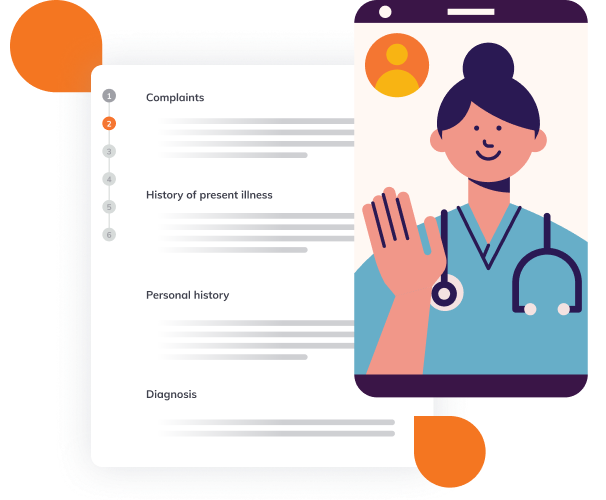 1
Complaints
2
3
4
History of present illness
5
6
Personal history
Diagnosis